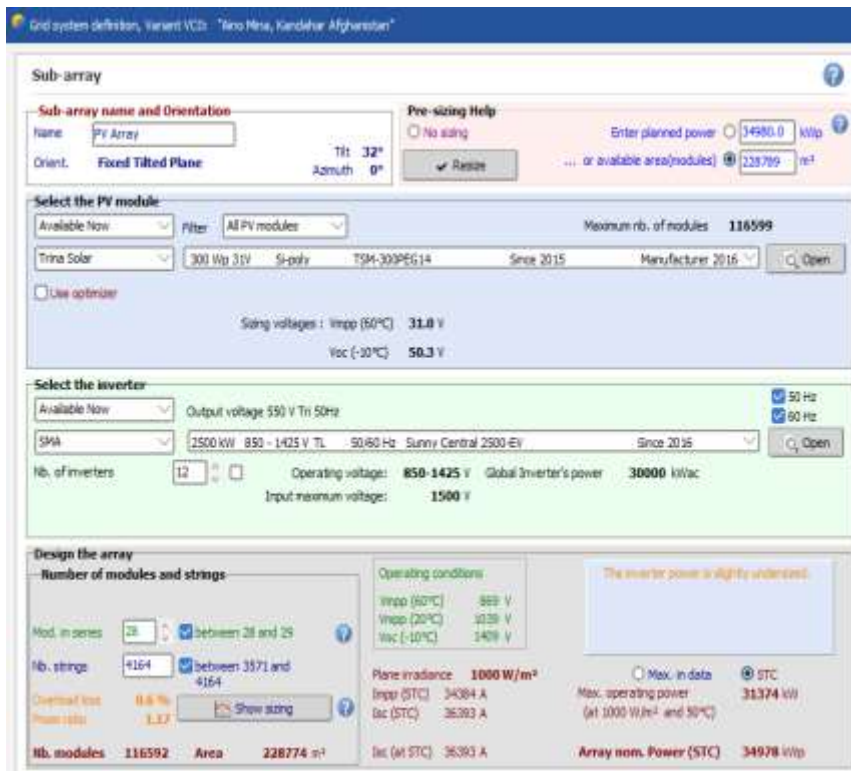 Grid system definition, Variant VC0: "Aino Mina, Kandahar Afghanistan"
Sub-array
Sub-array name and Orientation
Name PV Array
Orient. Fixed Tilted Plane
Tilt 32°
Azimuth 0°
Pre-sizing Help
No sizing
Enter planned power 34980.0 kWp
Resize
... or available area(modules) 228789 m²
Select the PV module
Available Now Filter All PV modules Maximum nb. of modules 116599
Trina Solar 300 Wp 31V Si-poly TSM-300PEG14 Since 2015 Manufacturer 2016 Open
Use optimizer
Sizing voltages : Vmpp (60°C) 31.0 V
Voc (-10°C) 50.3 V
Select the inverter
Available Now Output voltage 550 V Tri 50Hz
50 Hz
60 Hz
SMA 2500 kW 850 - 1425 V TL 50/60 Hz Sunny Central 2500-EV Since 2016 Open
Nb. of inverters 12 Operating voltage: 850-1425 V Global Inverter's power 30000 kWac
Input maximum voltage: 1500 V
Design the array
Number of modules and strings
Mod. in series 28 between 28 and 29
Nb. strings 4164 between 3571 and 4164
Overload loss 0.6 %
Pnom ratio 1.17
Show sizing
Nb. modules 116592 Area 228774 m²
Operating conditions
Vmpp (60°C) 869 V
Vmpp (20°C) 1039 V
Voc (-10°C) 1409 V
Plane irradiance 1000 W/m²
Impp (STC) 34384 A
Isc (STC) 36393 A
Isc (at STC) 36393 A
The inverter power is slightly undersized.
Max. in data STC
Max. operating power 31374 kW
(at 1000 W/m² and 50°C)
Array nom. Power (STC) 34978 kWp